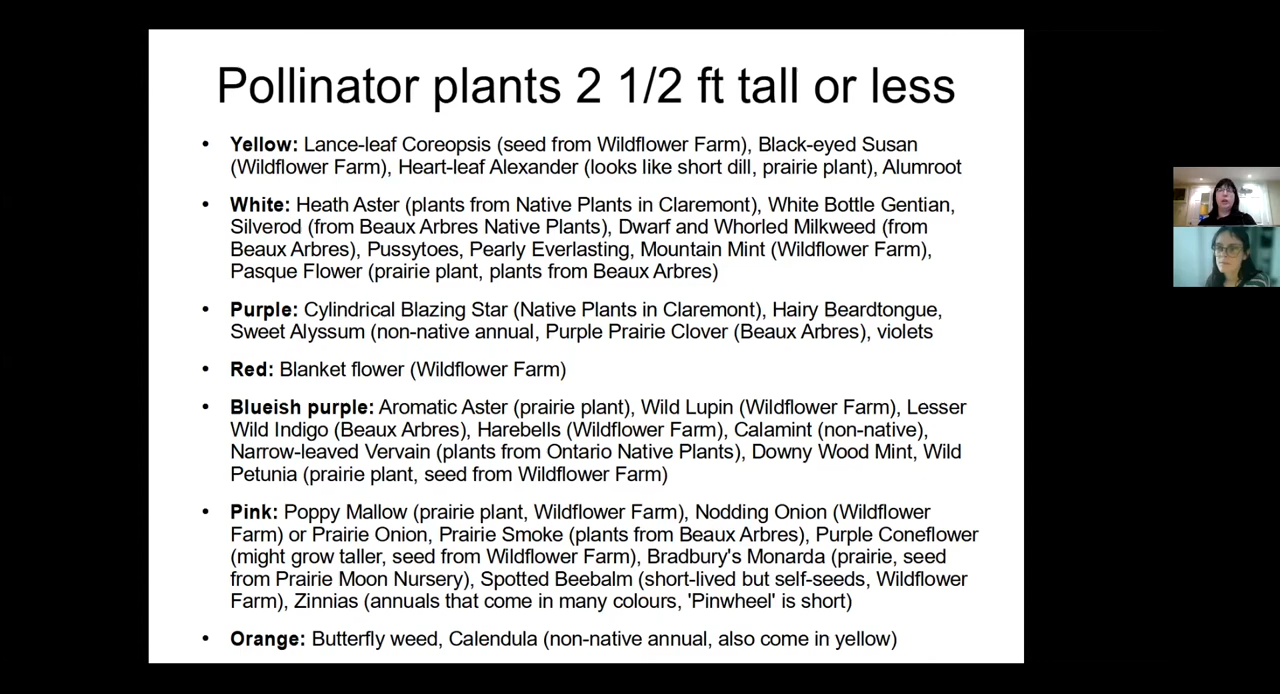 Pollinator plants 2 1/2 ft tall or less
• Yellow: Lance-leaf Coreopsis (seed from Wildflower Farm), Black-eyed Susan
(Wildflower Farm), Heart-leaf Alexander (looks like short dill, prairie plant), Alumroot
• White: Heath Aster (plants from Native Plants in Claremont), White Bottle Gentian,
Silverod (from Beaux Arbres Native Plants), Dwarf and Whorled Milkweed (from
Beaux Arbres), Pussytoes, Pearly Everlasting, Mountain Mint (Wildflower Farm),
Pasque Flower (prairie plant, plants from Beaux Arbres)
• Purple: Cylindrical Blazing Star (Native Plants in Claremont), Hairy Beardtongue,
Sweet Alyssum (non-native annual, Purple Prairie Clover (Beaux Arbres), violets
• Red: Blanket flower (Wildflower Farm)
• Blueish purple: Aromatic Aster (prairie plant), Wild Lupin (Wildflower Farm), Lesser
Wild Indigo (Beaux Arbres), Harebells (Wildflower Farm), Calamint (non-native),
Narrow-leaved Vervain (plants from Ontario Native Plants), Downy Wood Mint, Wild
Petunia (prairie plant, seed from Wildflower Farm)
• Pink: Poppy Mallow (prairie plant, Wildflower Farm), Nodding Onion (Wildflower
Farm) or Prairie Onion, Prairie Smoke (plants from Beaux Arbres), Purple Coneflower
(might grow taller, seed from Wildflower Farm), Bradbury's Monarda (prairie, seed
from Prairie Moon Nursery), Spotted Beebalm (short-lived but self-seeds, Wildflower
Farm), Zinnias (annuals that come in many colours, 'Pinwheel' is short)
• Orange: Butterfly weed, Calendula (non-native annual, also come in yellow)